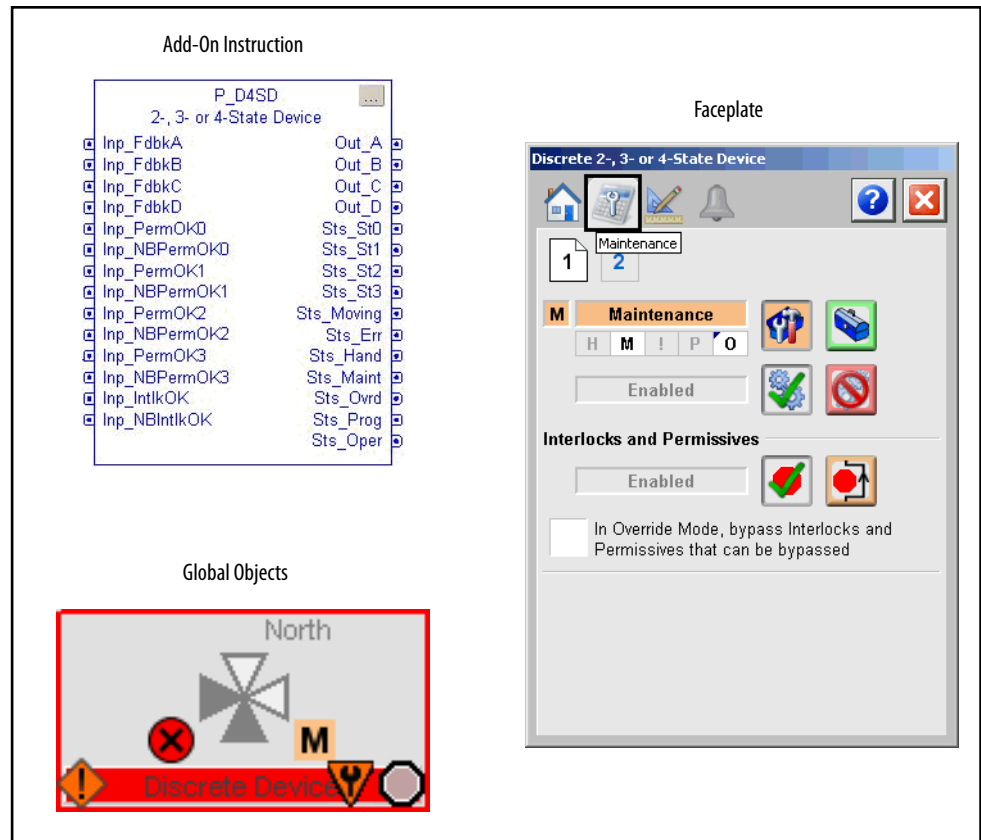 Add-On Instruction
P_D4SD
...
2-, 3- or 4-State Device
Inp_FdbkA Out_A
Inp_FdbkB Out_B
Inp_FdbkC Out_C
Inp_FdbkD Out_D
Inp_PermOK0 Sts_St0
Inp_NBPermOK0 Sts_St1
Inp_PermOK1 Sts_St2
Inp_NBPermOK1 Sts_St3
Inp_PermOK2 Sts_Moving
Inp_NBPermOK2 Sts_Err
Inp_PermOK3 Sts_Hand
Inp_NBPermOK3 Sts_Maint
Inp_IntlkOK Sts_Ovrd
Inp_NBIntlkOK Sts_Prog
Sts_Oper
Global Objects
North
M
! Discrete Device
Faceplate
Discrete 2-, 3- or 4-State Device
?
Maintenance
1 2
M Maintenance
H M ! P O
Enabled
Interlocks and Permissives
Enabled
In Override Mode, bypass Interlocks and
Permissives that can be bypassed